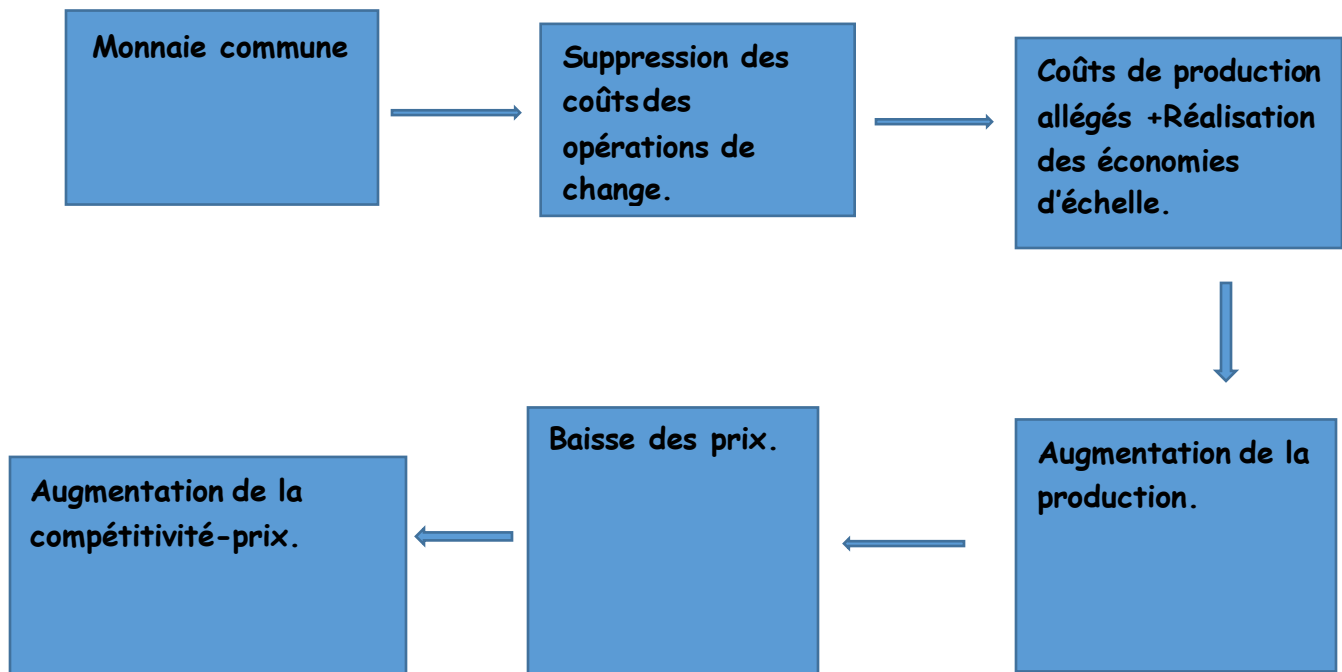 Monnaie commune
Suppression des
coûts des
opérations de
change.
Coûts de production
allégés +Réalisation
des économies
d'échelle.
Augmentation de la
production.
Baisse des prix.
Augmentation de la
compétitivité-prix.